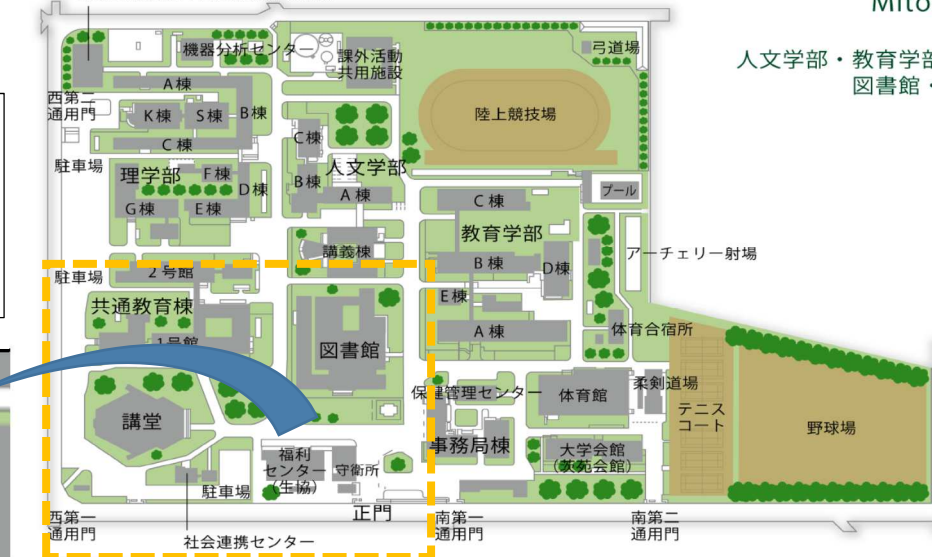 Mito
人文学部・教育学部
図書館・
機器分析センター
課外活動
共用施設
弓道場
A棟
西第二
通用門
K棟
S棟
B棟
C棟
陸上競技場
C棟
駐車場
理学部
F棟
D棟
G棟
E棟
人文学部
B棟
A棟
プール
C棟
教育学部
講義棟
B棟
D棟
アーチェリー射場
駐車場
2号館
E棟
共通教育棟
1号館
図書館
A棟
体育合宿所
保健管理センター
体育館
柔剣道場
テニス
コート
野球場
講堂
事務局棟
大学会館
(茨苑会館)
福利
センター
(生協)
守衛所
駐車場
正門
西第一
通用門
南第一
通用門
南第二
通用門
社会連携センター